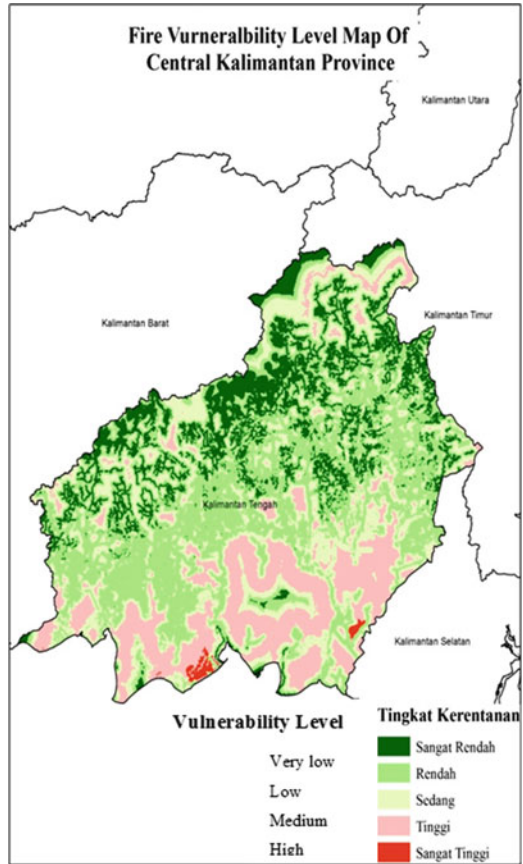 Fire Vurneralbility Level Map Of
Central Kalimantan Province
Kalimantan Utara
Kalimantan Barat
Kalimantan Timur
Kalimantan Tengah
Kalimantan Selatan
Vulnerability Level
Very low
Low
Medium
High
Tingkat Kerentanan
Sangat Rendah
Rendah
Sedang
Tinggi
Sangat Tinggi